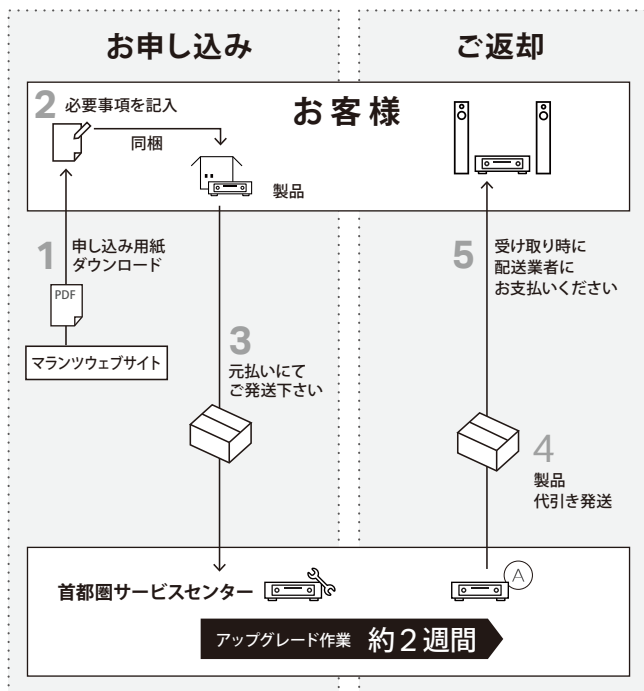 お申し込み
ご返却
お客様
2 必要事項を記入
同梱
製品
1 申し込み用紙
ダウンロード
PDF
マランツウェブサイト
3
元払いにて
ご発送下さい
5 受け取り時に
配送業者に
お支払いください
4
製品
代引き発送
首都圏サービスセンター
A
アップグレード作業 約2週間